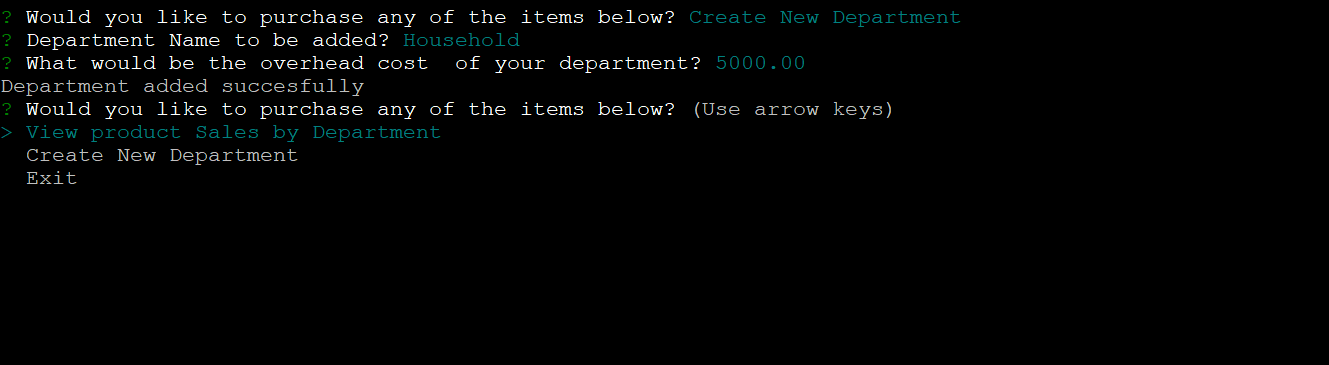 ? Would you like to purchase any of the items below? Create New Department
? Department Name to be added? Household
? What would be the overhead cost  of your department? 5000.00
Department added succesfully
? Would you like to purchase any of the items below? (Use arrow keys)
> View product Sales by Department
  Create New Department
  Exit